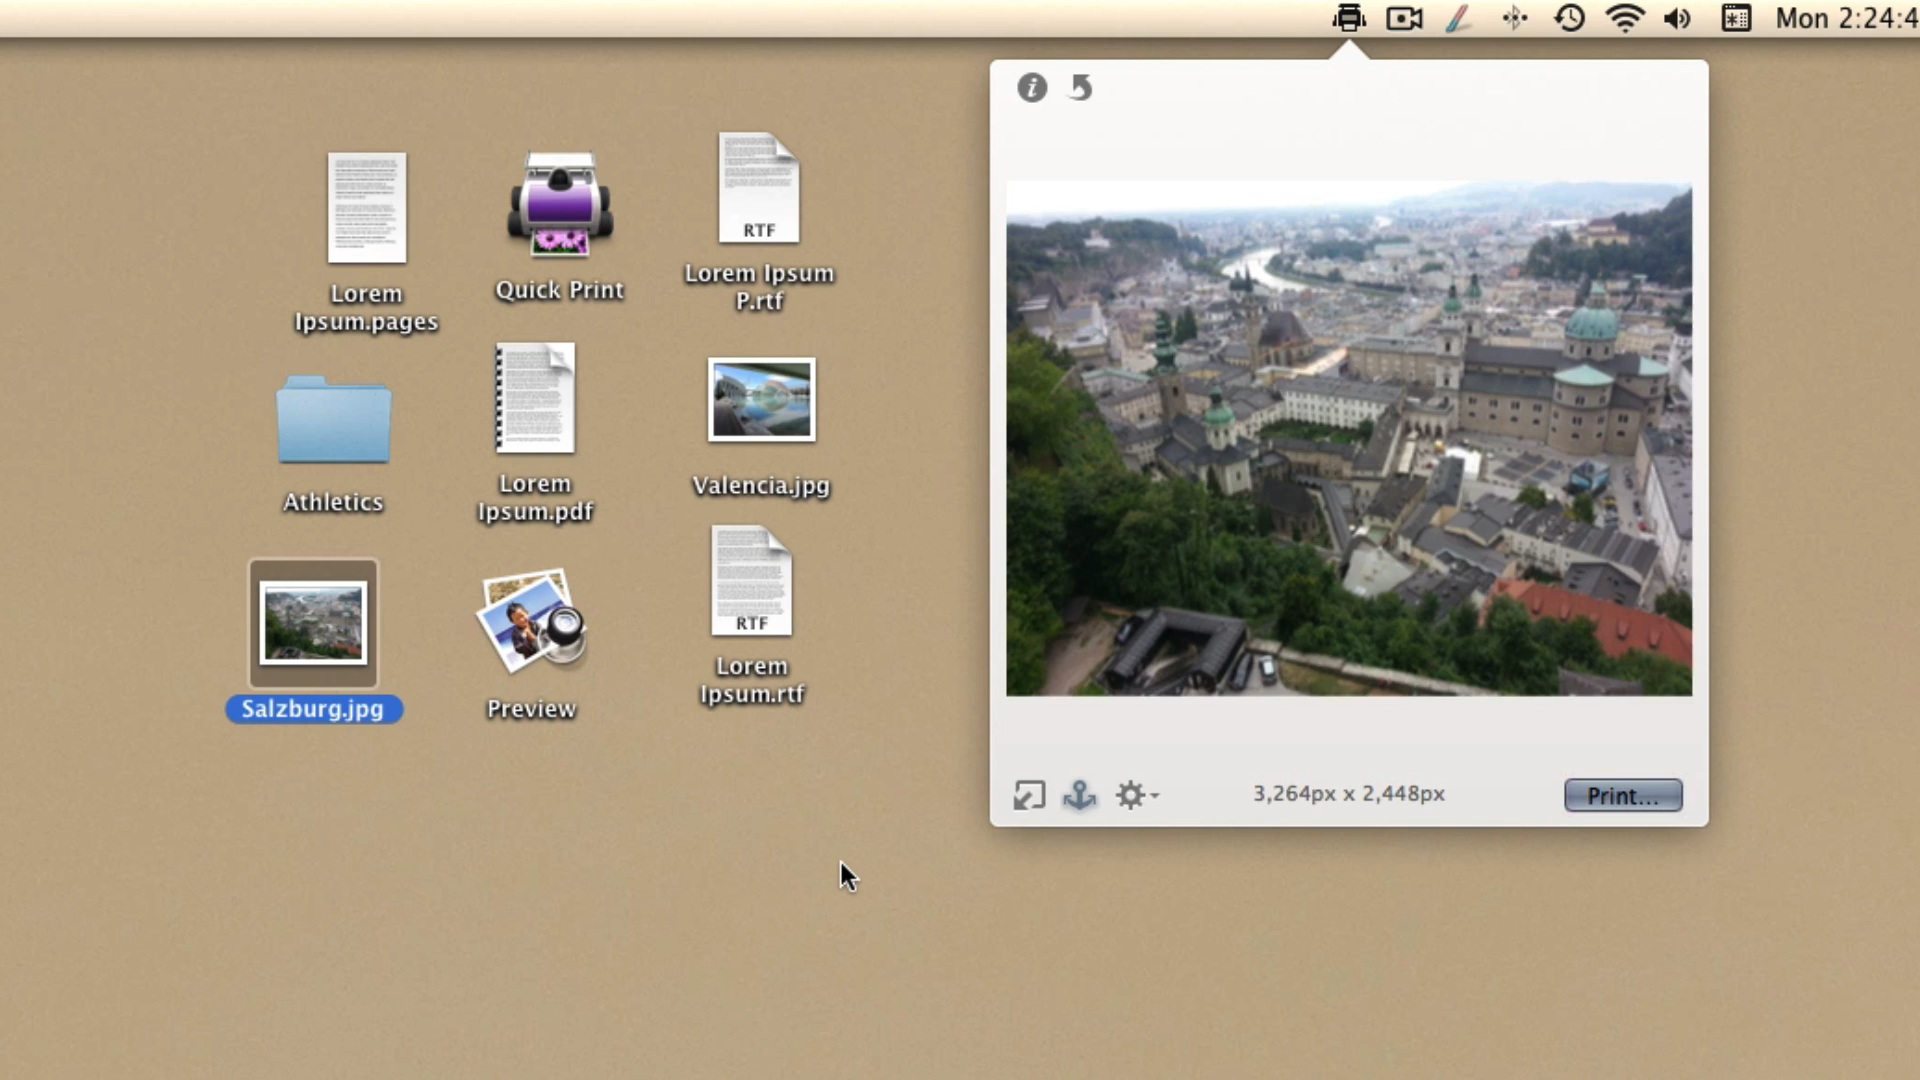 Mon 2:24:4
Lorem
Ipsum.pages
Quick Print
RTF
Lorem Ipsum
P.rtf
Athletics
Lorem
Ipsum.pdf
Valencia.jpg
Salzburg.jpg
Preview
RTF
Lorem
Ipsum.rtf
3,264px x 2,448px
Print...